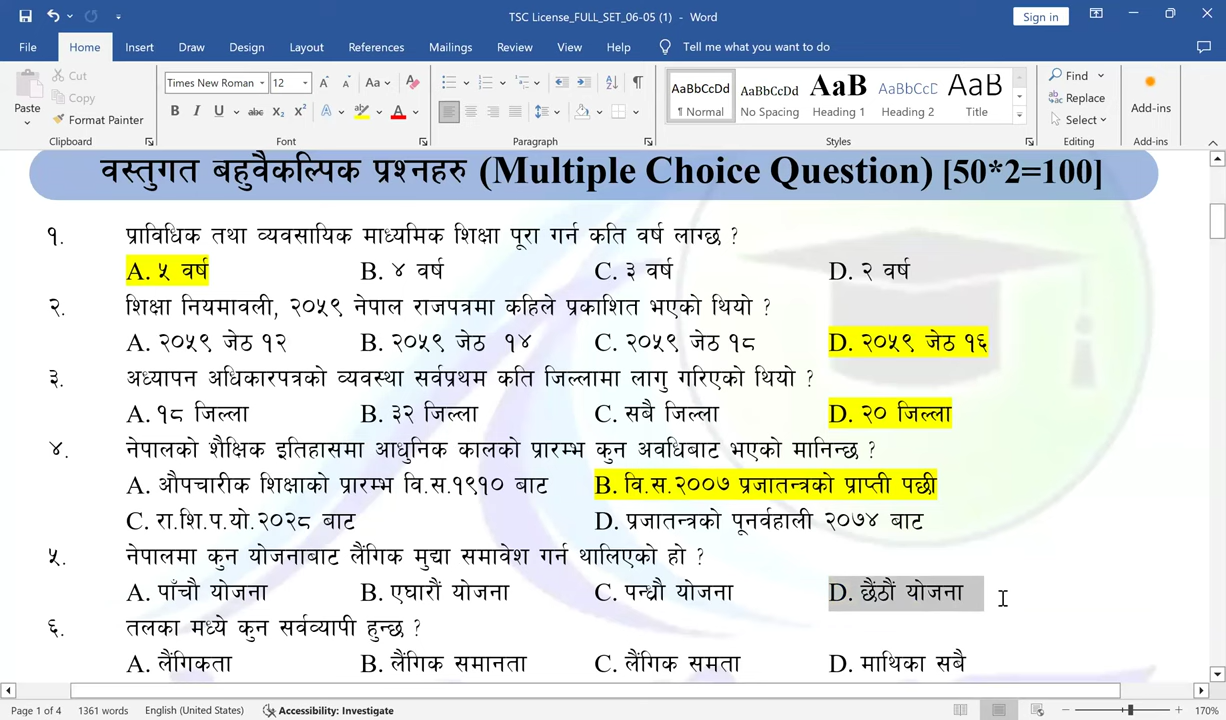 TSC License_FULL_SET_06-05 (1) - Word
Sign in
File Home Insert Draw Design Layout References Mailings Review View Help Tell me what you want to do
Paste Cut Copy Format Painter
Times New Roman 12
AaBbCcDd AaBbCcDd AaB AaBbCcD AaB
¶ Normal No Spacing Heading 1 Heading 2 Title
Find Replace Select
Add-ins
Clipboard Font Paragraph Styles Editing Add-ins
वस्तुगत बहुवैकल्पिक प्रश्नहरु (Multiple Choice Question) [50*2=100]
१. प्राविधिक तथा व्यवसायिक माध्यमिक शिक्षा पूरा गर्न कति वर्ष लाग्छ ?
A. ५ वर्ष B. ४ वर्ष C. ३ वर्ष D. २ वर्ष
२. शिक्षा नियमावली, २०५९ नेपाल राजपत्रमा कहिले प्रकाशित भएको थियो ?
A. २०५९ जेठ १२ B. २०५९ जेठ १४ C. २०५९ जेठ १८ D. २०५९ जेठ १६
३. अध्यापन अधिकारपत्रको व्यवस्था सर्वप्रथम कति जिल्लामा लागु गरिएको थियो ?
A. १८ जिल्ला B. ३२ जिल्ला C. सबै जिल्ला D. २० जिल्ला
४. नेपालको शैक्षिक इतिहासमा आधुनिक कालको प्रारम्भ कुन अवधिबाट भएको मानिन्छ ?
A. औपचारीक शिक्षाको प्रारम्भ वि.स.१९१० बाट B. वि.स.२००७ प्रजातन्त्रको प्राप्ती पछी
C. रा.शि.प.यो.२०२८ बाट D. प्रजातन्त्रको पूनर्वहाली २०७४ बाट
५. नेपालमा कुन योजनाबाट लैंगिक मुद्या समावेश गर्न थालिएको हो ?
A. पाँचौ योजना B. एघारौं योजना C. पन्ध्रौ योजना D. छैंठौं योजना
६. तलका मध्ये कुन सर्वव्यापी हुन्छ ?
A. लैंगिकता B. लैंगिक समानता C. लैंगिक समता D. माथिका सबै
Page 1 of 4 1361 words English (United States) Accessibility: Investigate 170%